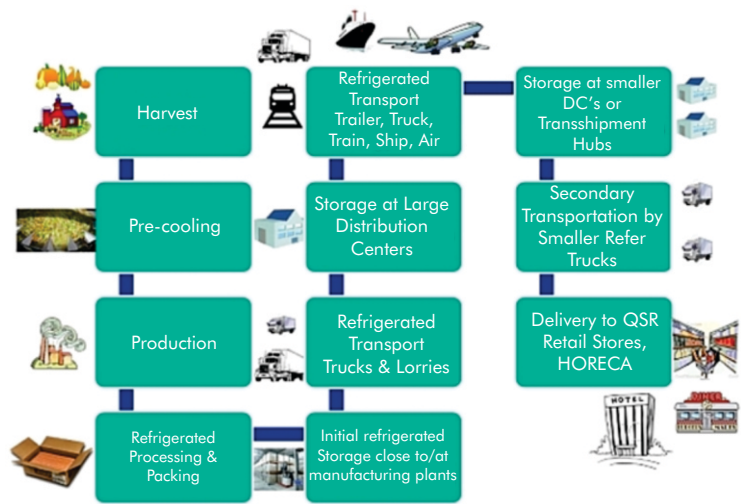 Harvest
Pre-cooling
Production
Refrigerated
Processing &
Packing
Initial refrigerated
Storage close to/at
manufacturing plants
Refrigerated
Transport
Trucks & Lorries
Storage at Large
Distribution
Centers
Refrigerated
Transport
Trailer, Truck,
Train, Ship, Air
Storage at smaller
DC's or
Transshipment
Hubs
Secondary
Transportation by
Smaller Refer
Trucks
Delivery to QSR
Retail Stores,
HORECA
HOTEL
DINER